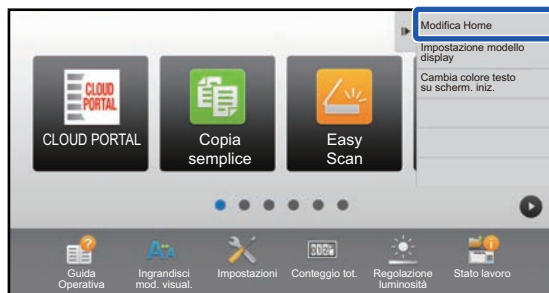 Modifica Home
Impostazione modello
display
Cambia colore testo
su scherm. iniz.
CLOUD
PORTAL
CLOUD PORTAL
Copia
semplice
Easy
Scan
Guida
Operativa
Ingrandisci
mod. visual.
Impostazioni
Conteggio tot.
Regolazione
luminosità
Stato lavoro